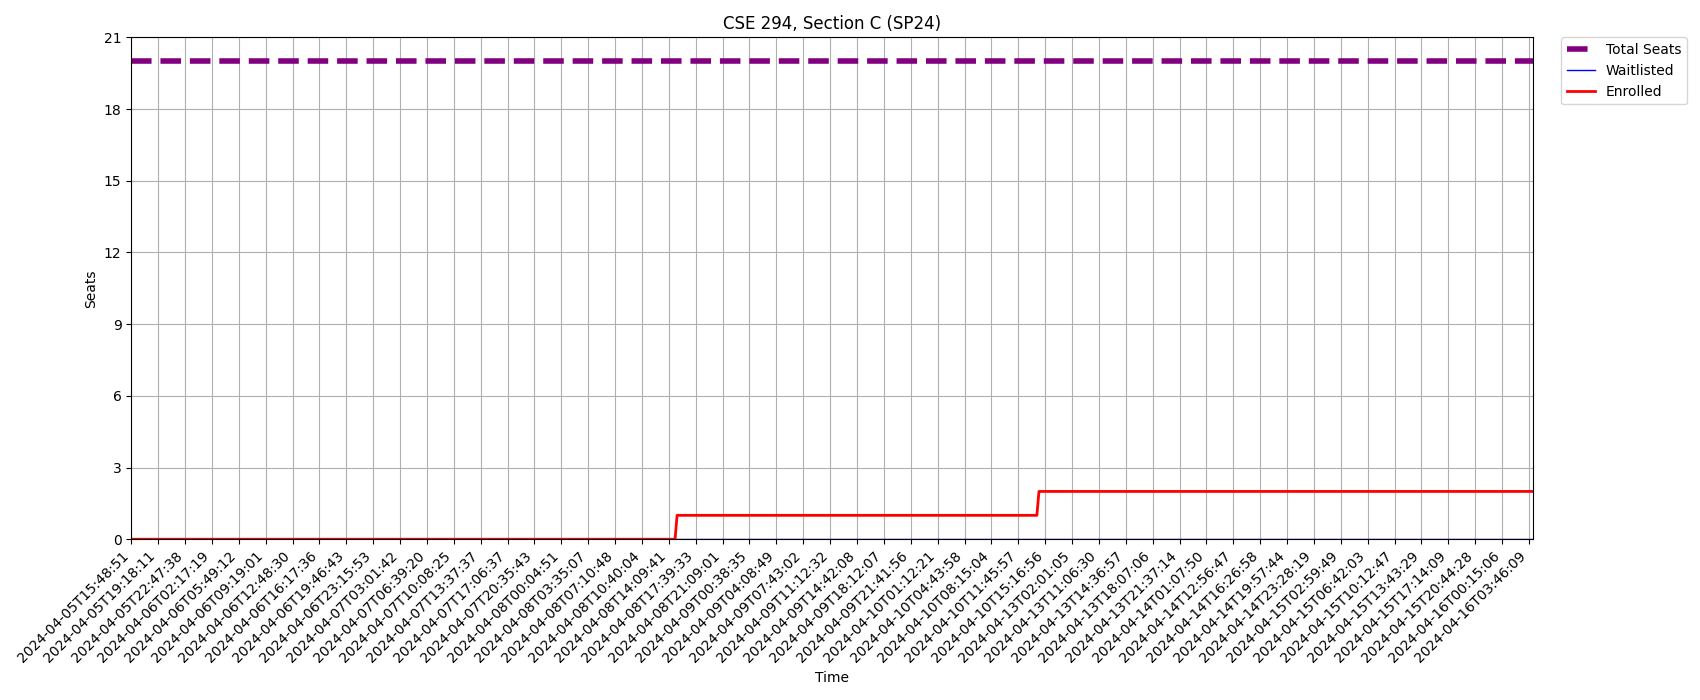 CSE 294, Section C (SP24)
21
18
15
12
9
6
3
0
Seats
Total Seats
Waitlisted
Enrolled
2024-04-05T15:48:51
2024-04-05T19:18:11
2024-04-05T22:47:38
2024-04-06T02:17:19
2024-04-06T05:49:12
2024-04-06T09:19:01
2024-04-06T12:48:30
2024-04-06T16:17:36
2024-04-06T19:46:43
2024-04-06T23:15:53
2024-04-07T03:01:42
2024-04-07T06:39:20
2024-04-07T10:08:25
2024-04-07T13:37:37
2024-04-07T17:06:37
2024-04-07T20:35:43
2024-04-08T00:04:51
2024-04-08T03:35:07
2024-04-08T07:10:48
2024-04-08T10:40:04
2024-04-08T14:09:41
2024-04-08T17:39:33
2024-04-08T21:09:01
2024-04-09T00:38:35
2024-04-09T04:08:49
2024-04-09T07:43:02
2024-04-09T11:12:32
2024-04-09T14:42:08
2024-04-09T18:12:07
2024-04-09T21:41:56
2024-04-10T01:12:21
2024-04-10T04:43:58
2024-04-10T08:15:04
2024-04-10T11:45:57
2024-04-10T15:16:56
2024-04-13T02:01:05
2024-04-13T11:06:30
2024-04-13T14:36:57
2024-04-13T18:07:06
2024-04-13T21:37:14
2024-04-14T01:07:50
2024-04-14T12:56:47
2024-04-14T16:26:58
2024-04-14T19:57:44
2024-04-14T23:28:19
2024-04-15T02:59:49
2024-04-15T06:42:03
2024-04-15T10:12:47
2024-04-15T13:43:29
2024-04-15T17:14:09
2024-04-15T20:44:28
2024-04-16T00:15:06
2024-04-16T03:46:09
Time